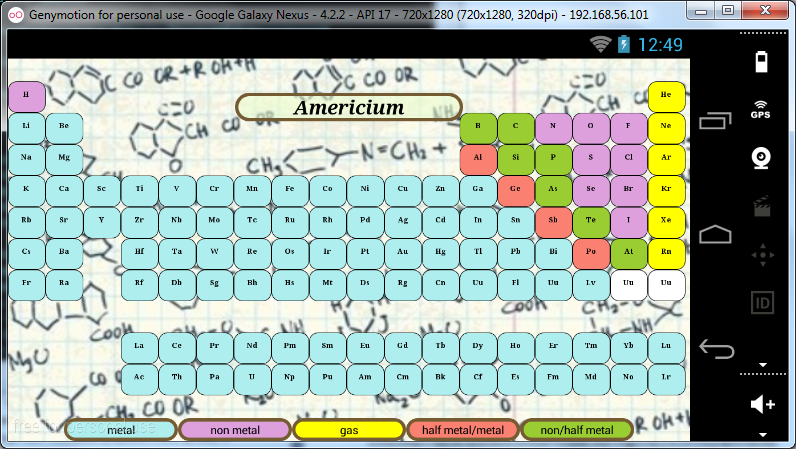 Genymotion for personal use - Google Galaxy Nexus - 4.2.2 - API 17 - 720x1280 (720x1280, 320dpi) - 192.168.56.101
12:49
GPS
ID
Americium
H He
Li Be B C N O F Ne
Na Mg Al Si P S Cl Ar
K Ca Sc Ti V Cr Mn Fe Co Ni Cu Zn Ga Ge As Se Br Kr
Rb Sr Y Zr Nb Mo Tc Ru Rh Pd Ag Cd In Sn Sb Te I Xe
Cs Ba Hf Ta W Re Os Ir Pt Au Hg Tl Pb Bi Po At Rn
Fr Ra Rf Db Sg Bh Hs Mt Ds Rg Cn Uu Fl Uu Lv Uu Uu
La Ce Pr Nd Pm Sm Eu Gd Tb Dy Ho Er Tm Yb Lu
Ac Th Pa U Np Pu Am Cm Bk Cf Es Fm Md No Lr
free for personal use
metal non metal gas half metal/metal non/half metal